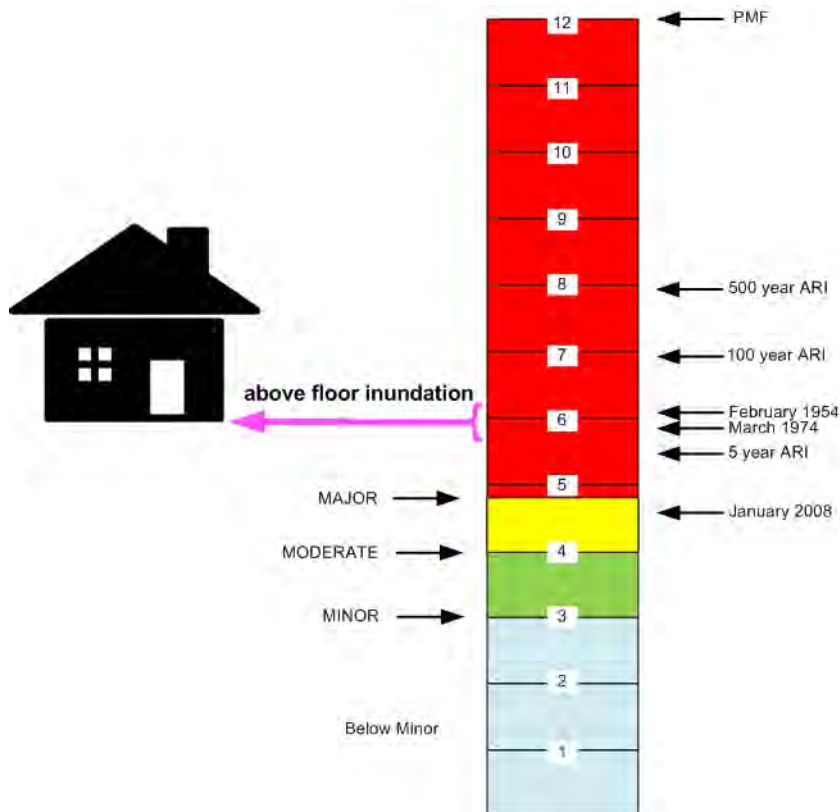 12
PMF
11
10
9
8
500 year ARI
7
100 year ARI
above floor inundation
6
February 1954
March 1974
5 year ARI
5
MAJOR
January 2008
MODERATE
4
MINOR
3
2
Below Minor
1